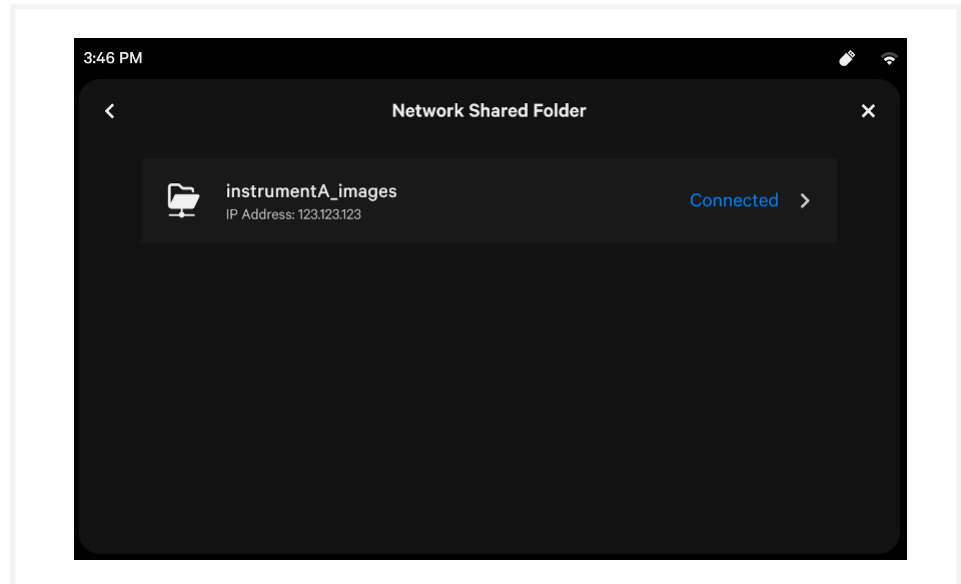 3:46 PM
Network Shared Folder
instrumentA_images
IP Address: 123.123.123
Connected